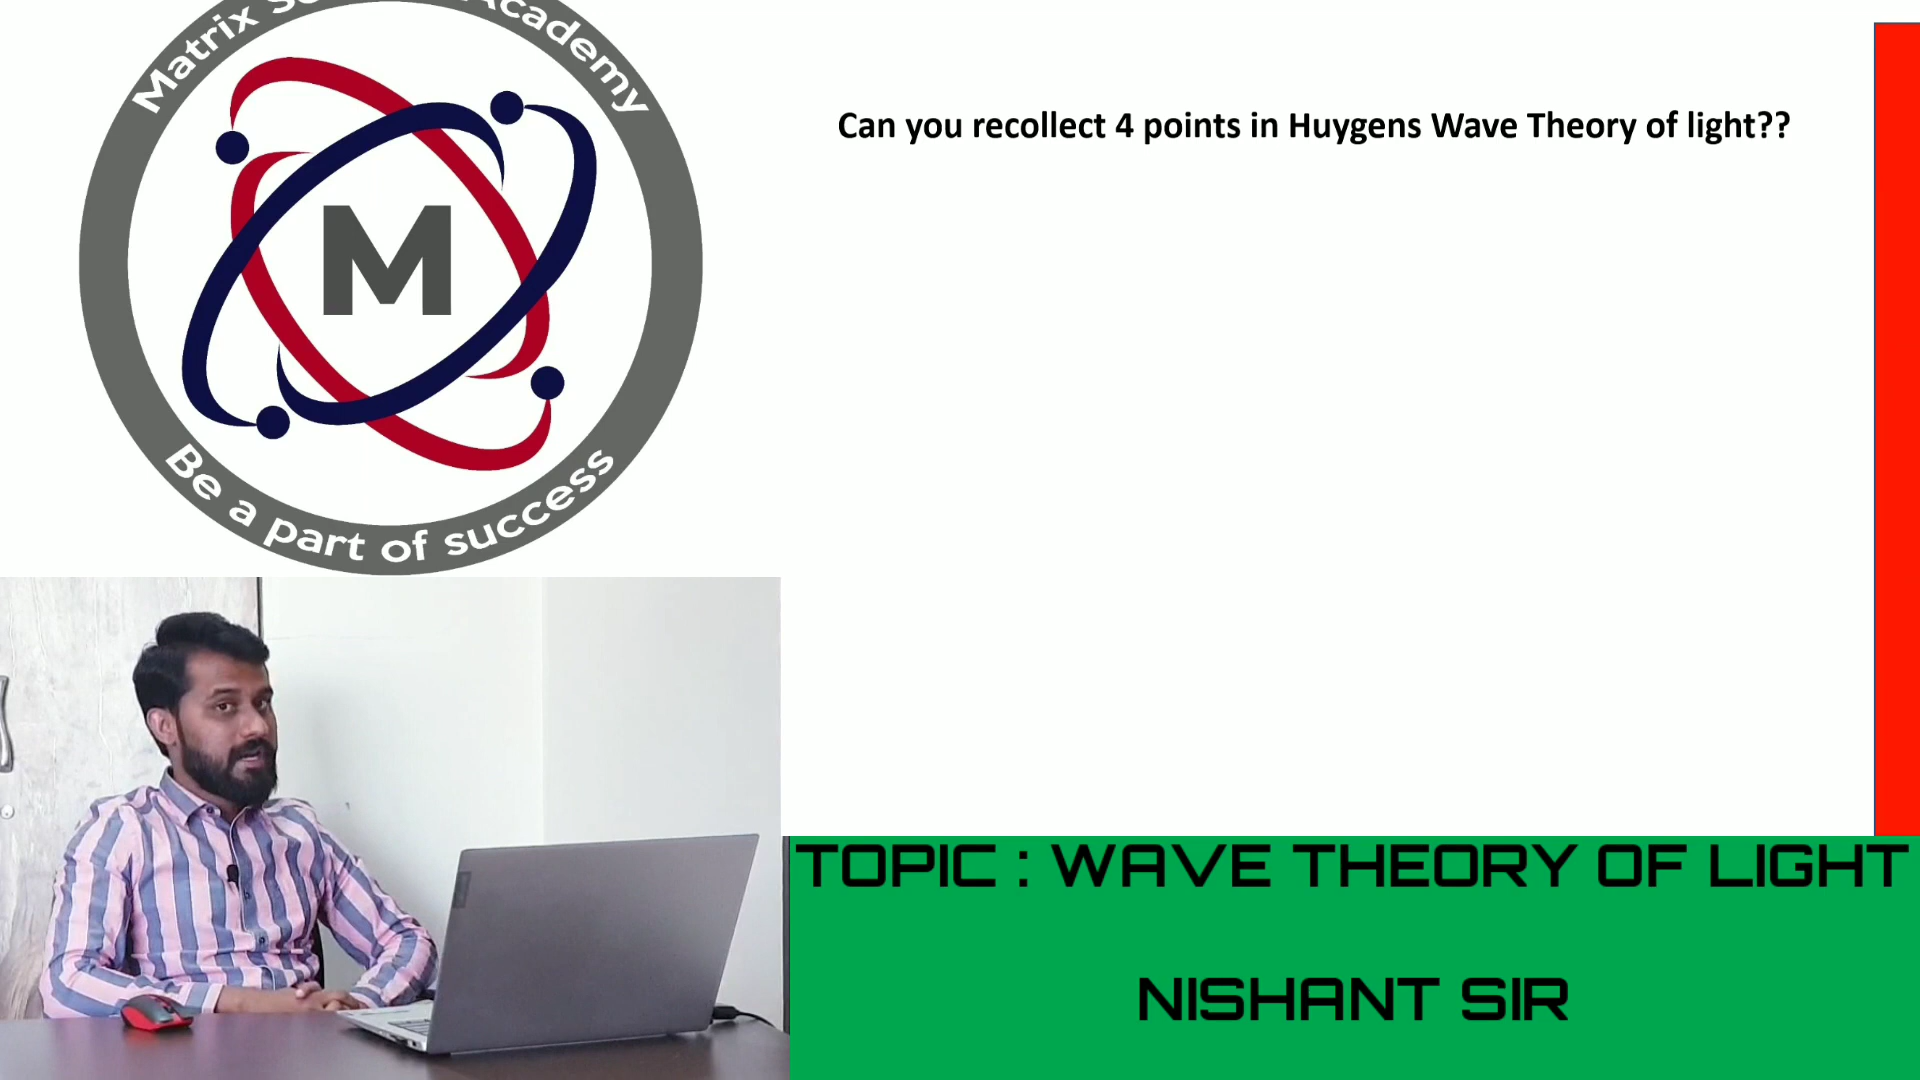 Matrix Academy
M
Be a part of success
Can you recollect 4 points in Huygens Wave Theory of light??
TOPIC : WAVE THEORY OF LIGHT
NISHANT SIR